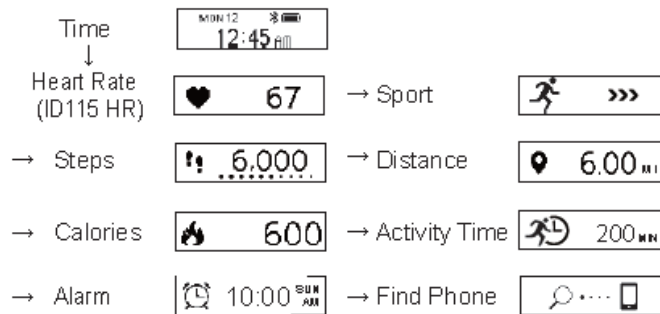 Time
MON 12
12:45 AM
↓
Heart Rate
(ID115 HR)
67
→ Sport
>>>
→ Steps
6,000
→ Distance
6.00 MI
→ Calories
600
→ Activity Time
200 MN
→ Alarm
10:00 SUN AM
→ Find Phone